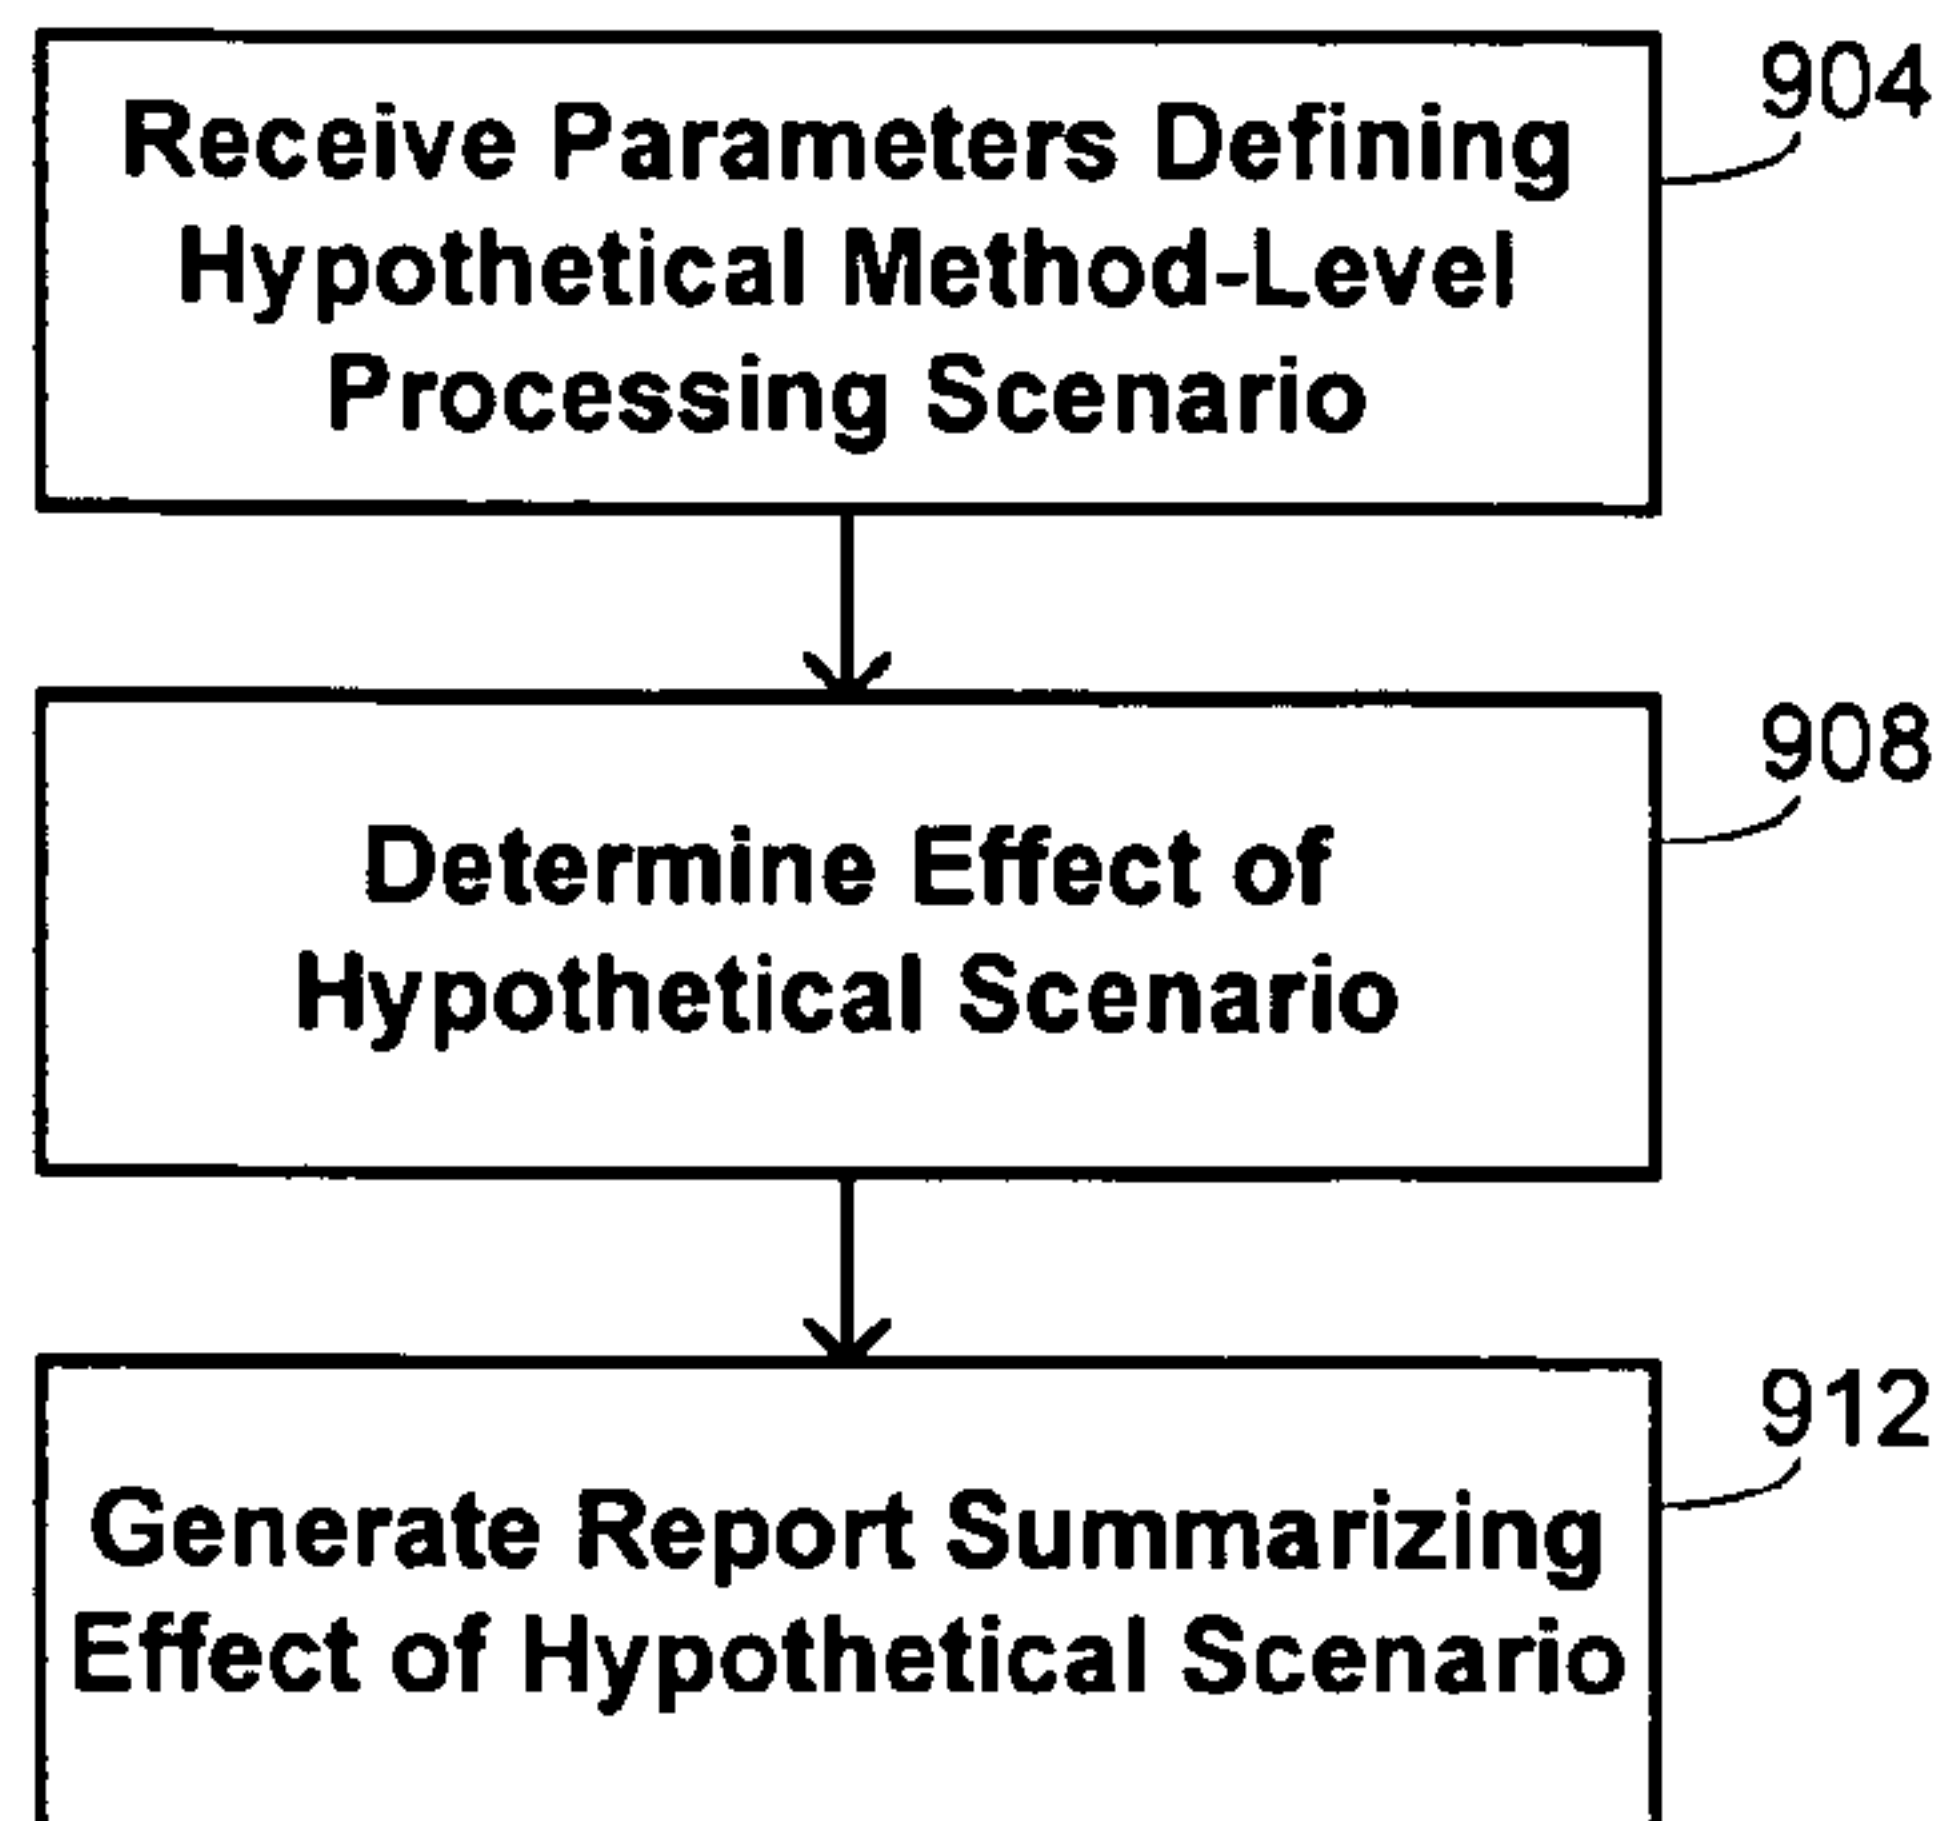 904
Receive Parameters Defining
Hypothetical Method-Level
Processing Scenario
908
Determine Effect of
Hypothetical Scenario
912
Generate Report Summarizing
Effect of Hypothetical Scenario